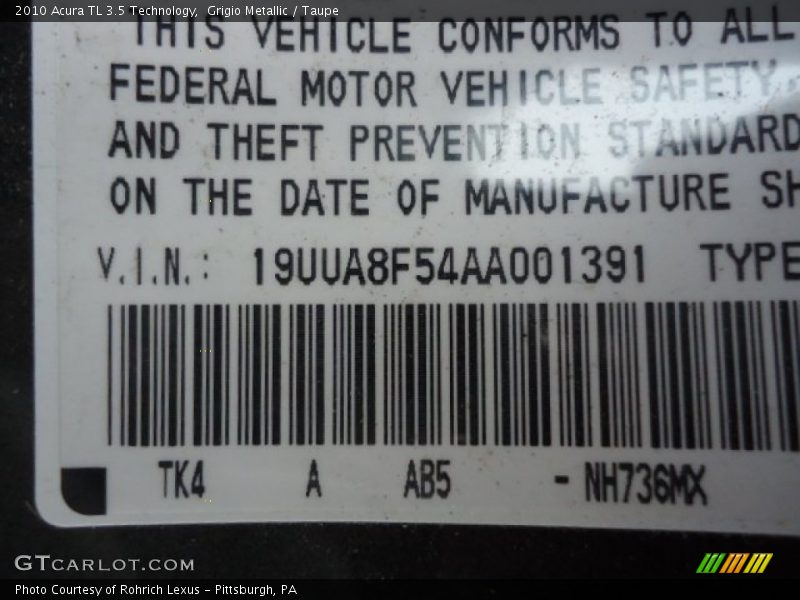 2010 Acura TL 3.5 Technology,  Grigio Metallic / Taupe
THIS VEHICLE CONFORMS TO ALL
FEDERAL MOTOR VEHICLE SAFETY,
AND THEFT PREVENTION STANDARD
ON THE DATE OF MANUFACTURE SH
V.I.N.: 19UUA8F54AA001391 TYPE
TK4 A AB5 - NH736MX
GTCARLOT.COM
Photo Courtesy of Rohrich Lexus - Pittsburgh, PA